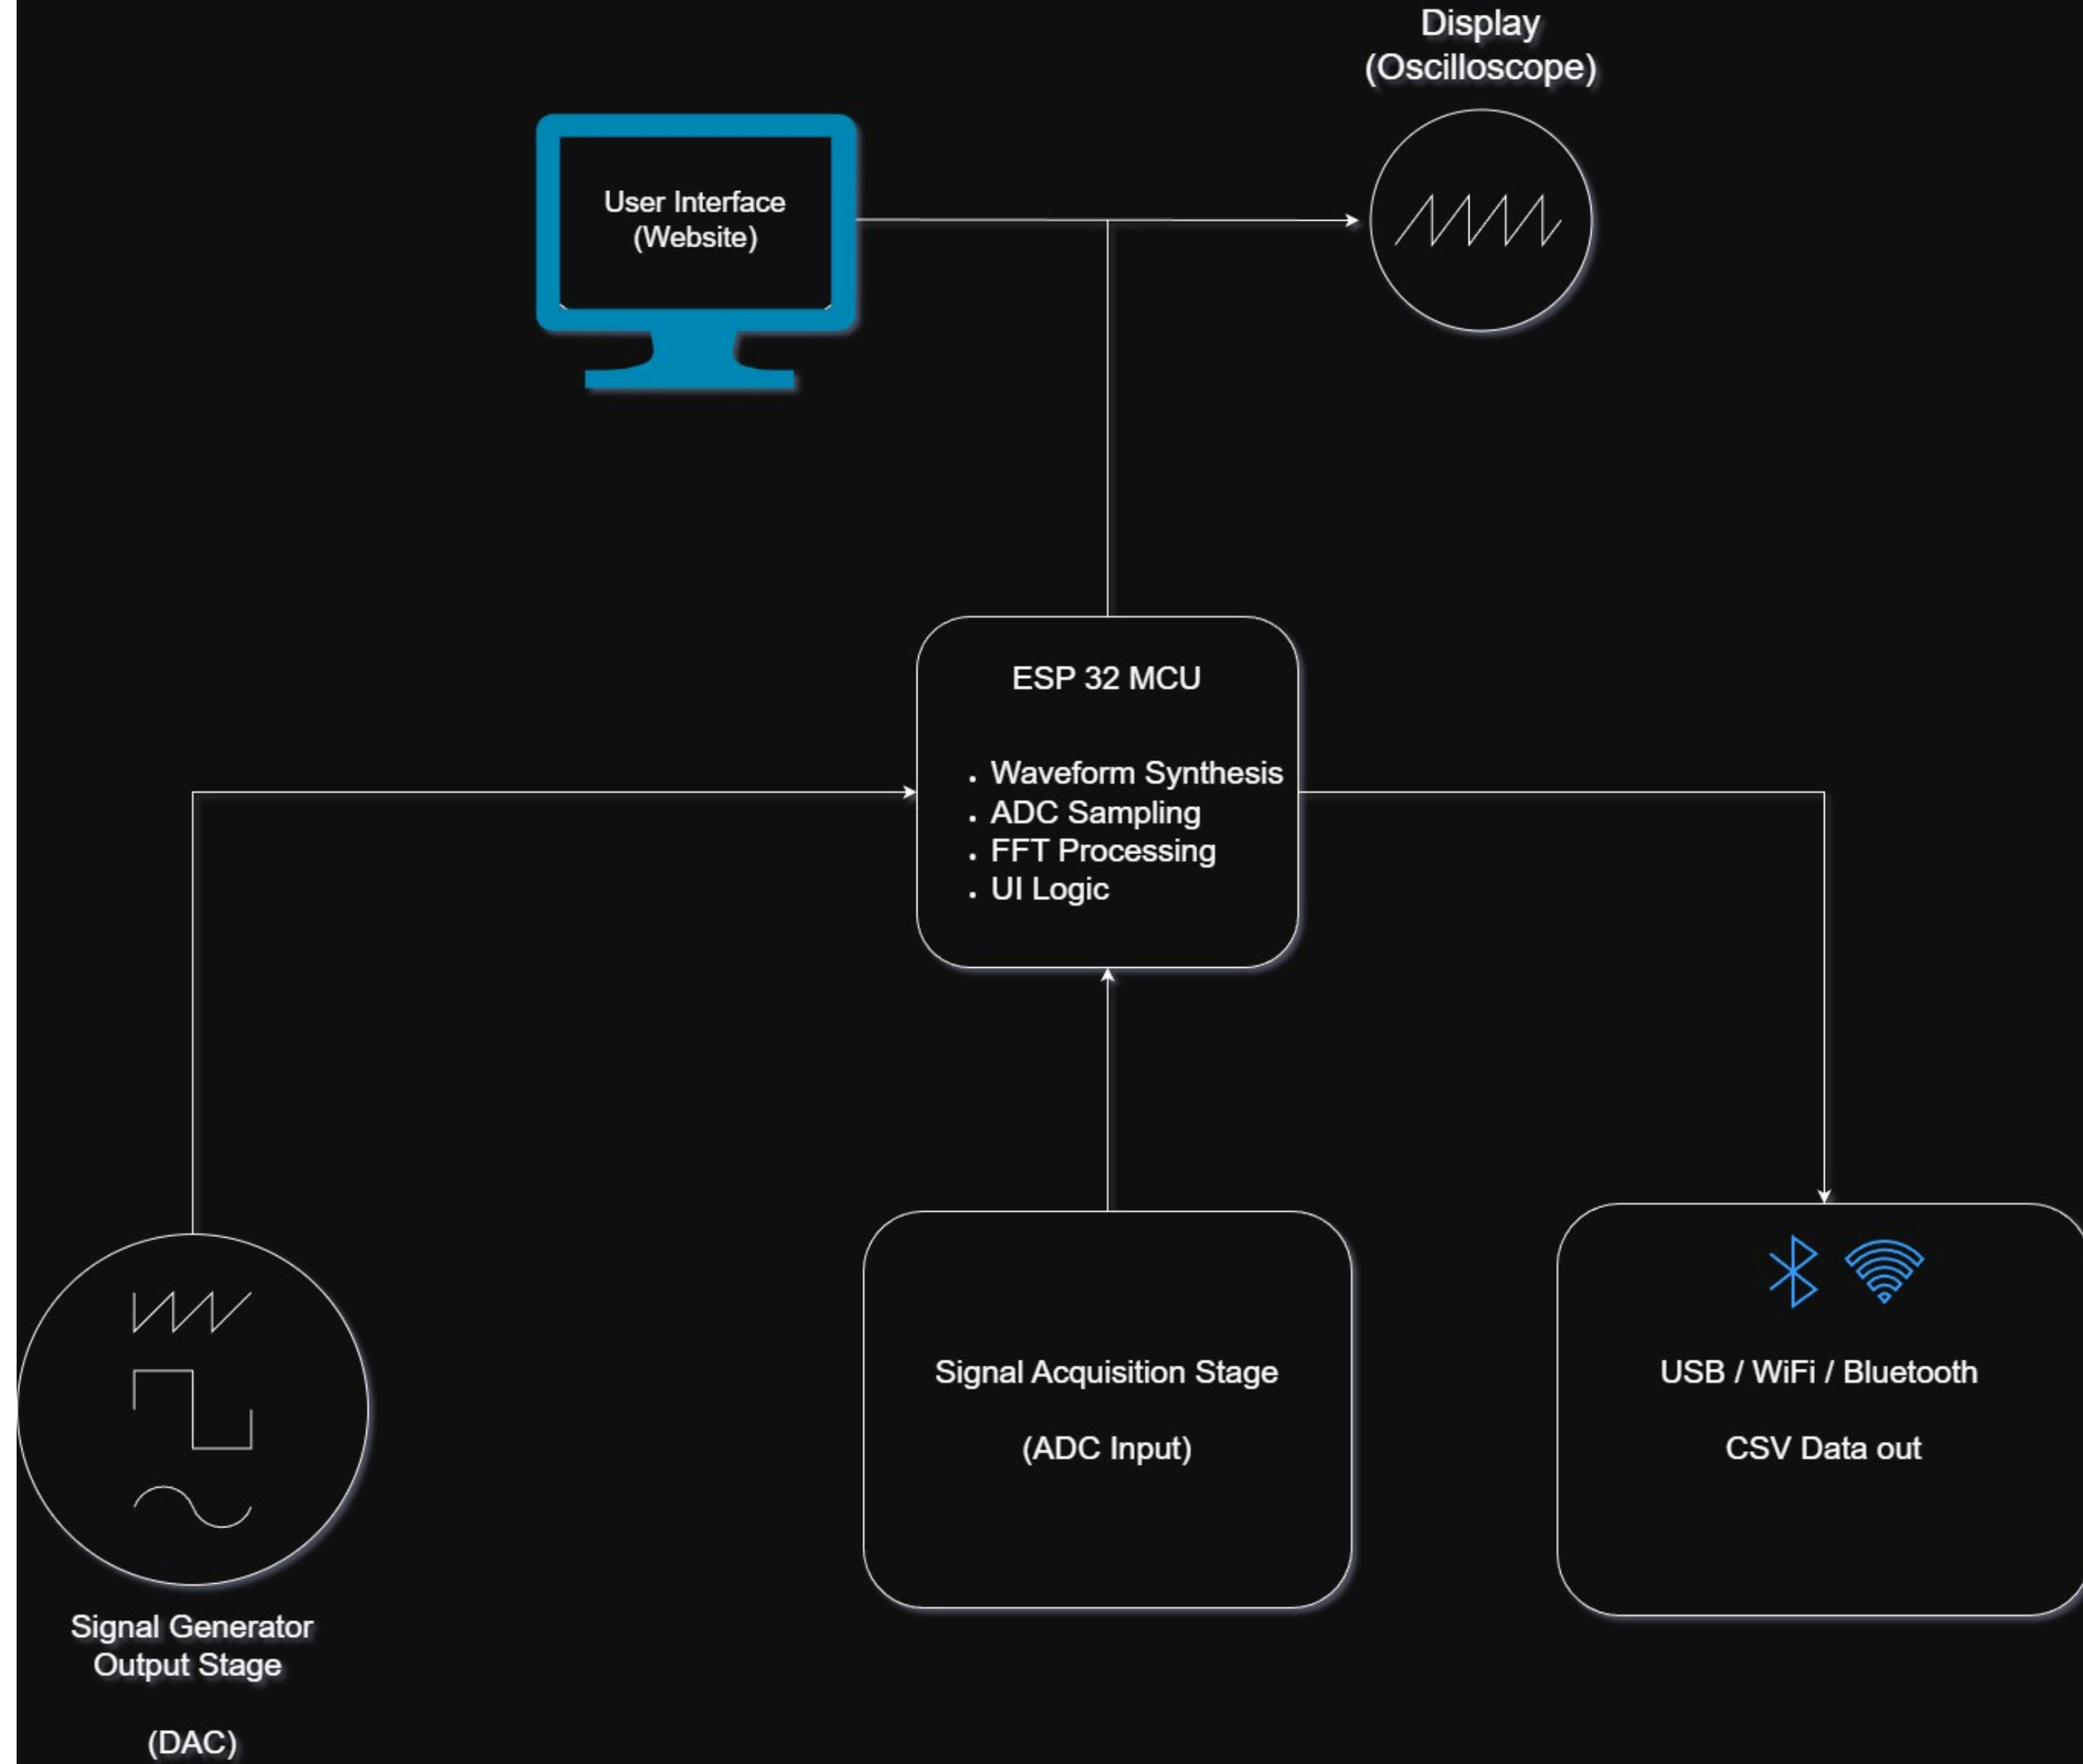 Display
(Oscilloscope)
User Interface
(Website)
ESP 32 MCU
• Waveform Synthesis
• ADC Sampling
• FFT Processing
• UI Logic
Signal Acquisition Stage
(ADC Input)
USB / WiFi / Bluetooth
CSV Data out
Signal Generator
Output Stage
(DAC)